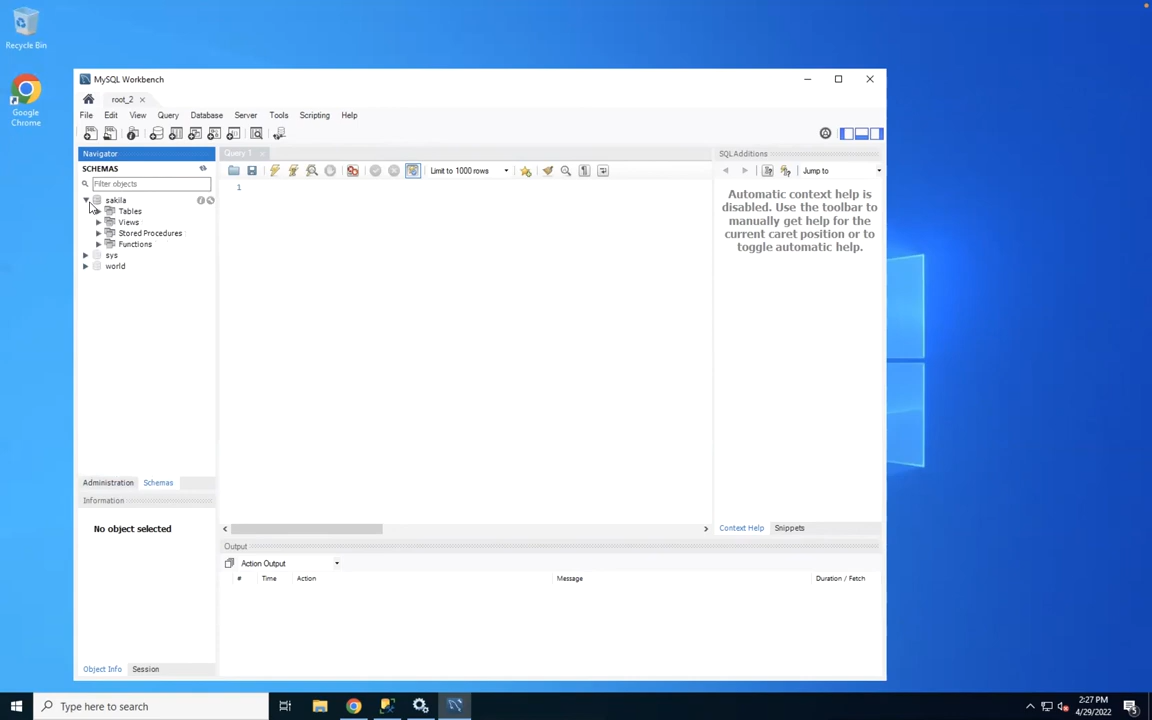 Recycle Bin
Google
Chrome
MySQL Workbench
root_2
File Edit View Query Database Server Tools Scripting Help
Navigator
SCHEMAS
Filter objects
sakila
Tables
Views
Stored Procedures
Functions
sys
world
Administration Schemas
Information
No object selected
Object Info Session
Query 1
Limit to 1000 rows
1
SQL Additions
Jump to
Automatic context help is
disabled. Use the toolbar to
manually get help for the
current caret position or to
toggle automatic help.
Context Help Snippets
Output
Action Output
# Time Action Message Duration / Fetch
Type here to search
2:27 PM
4/29/2022
5